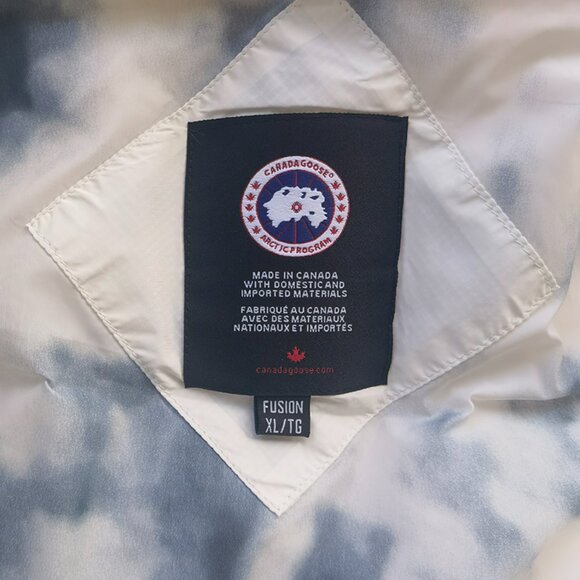 CANADA GOOSE®
ARCTIC PROGRAM
MADE IN CANADA
WITH DOMESTIC AND
IMPORTED MATERIALS
FABRIQUÉ AU CANADA
AVEC DES MATERIAUX
NATIONAUX ET IMPORTÉS
canadagoose.com
FUSION
XL/TG